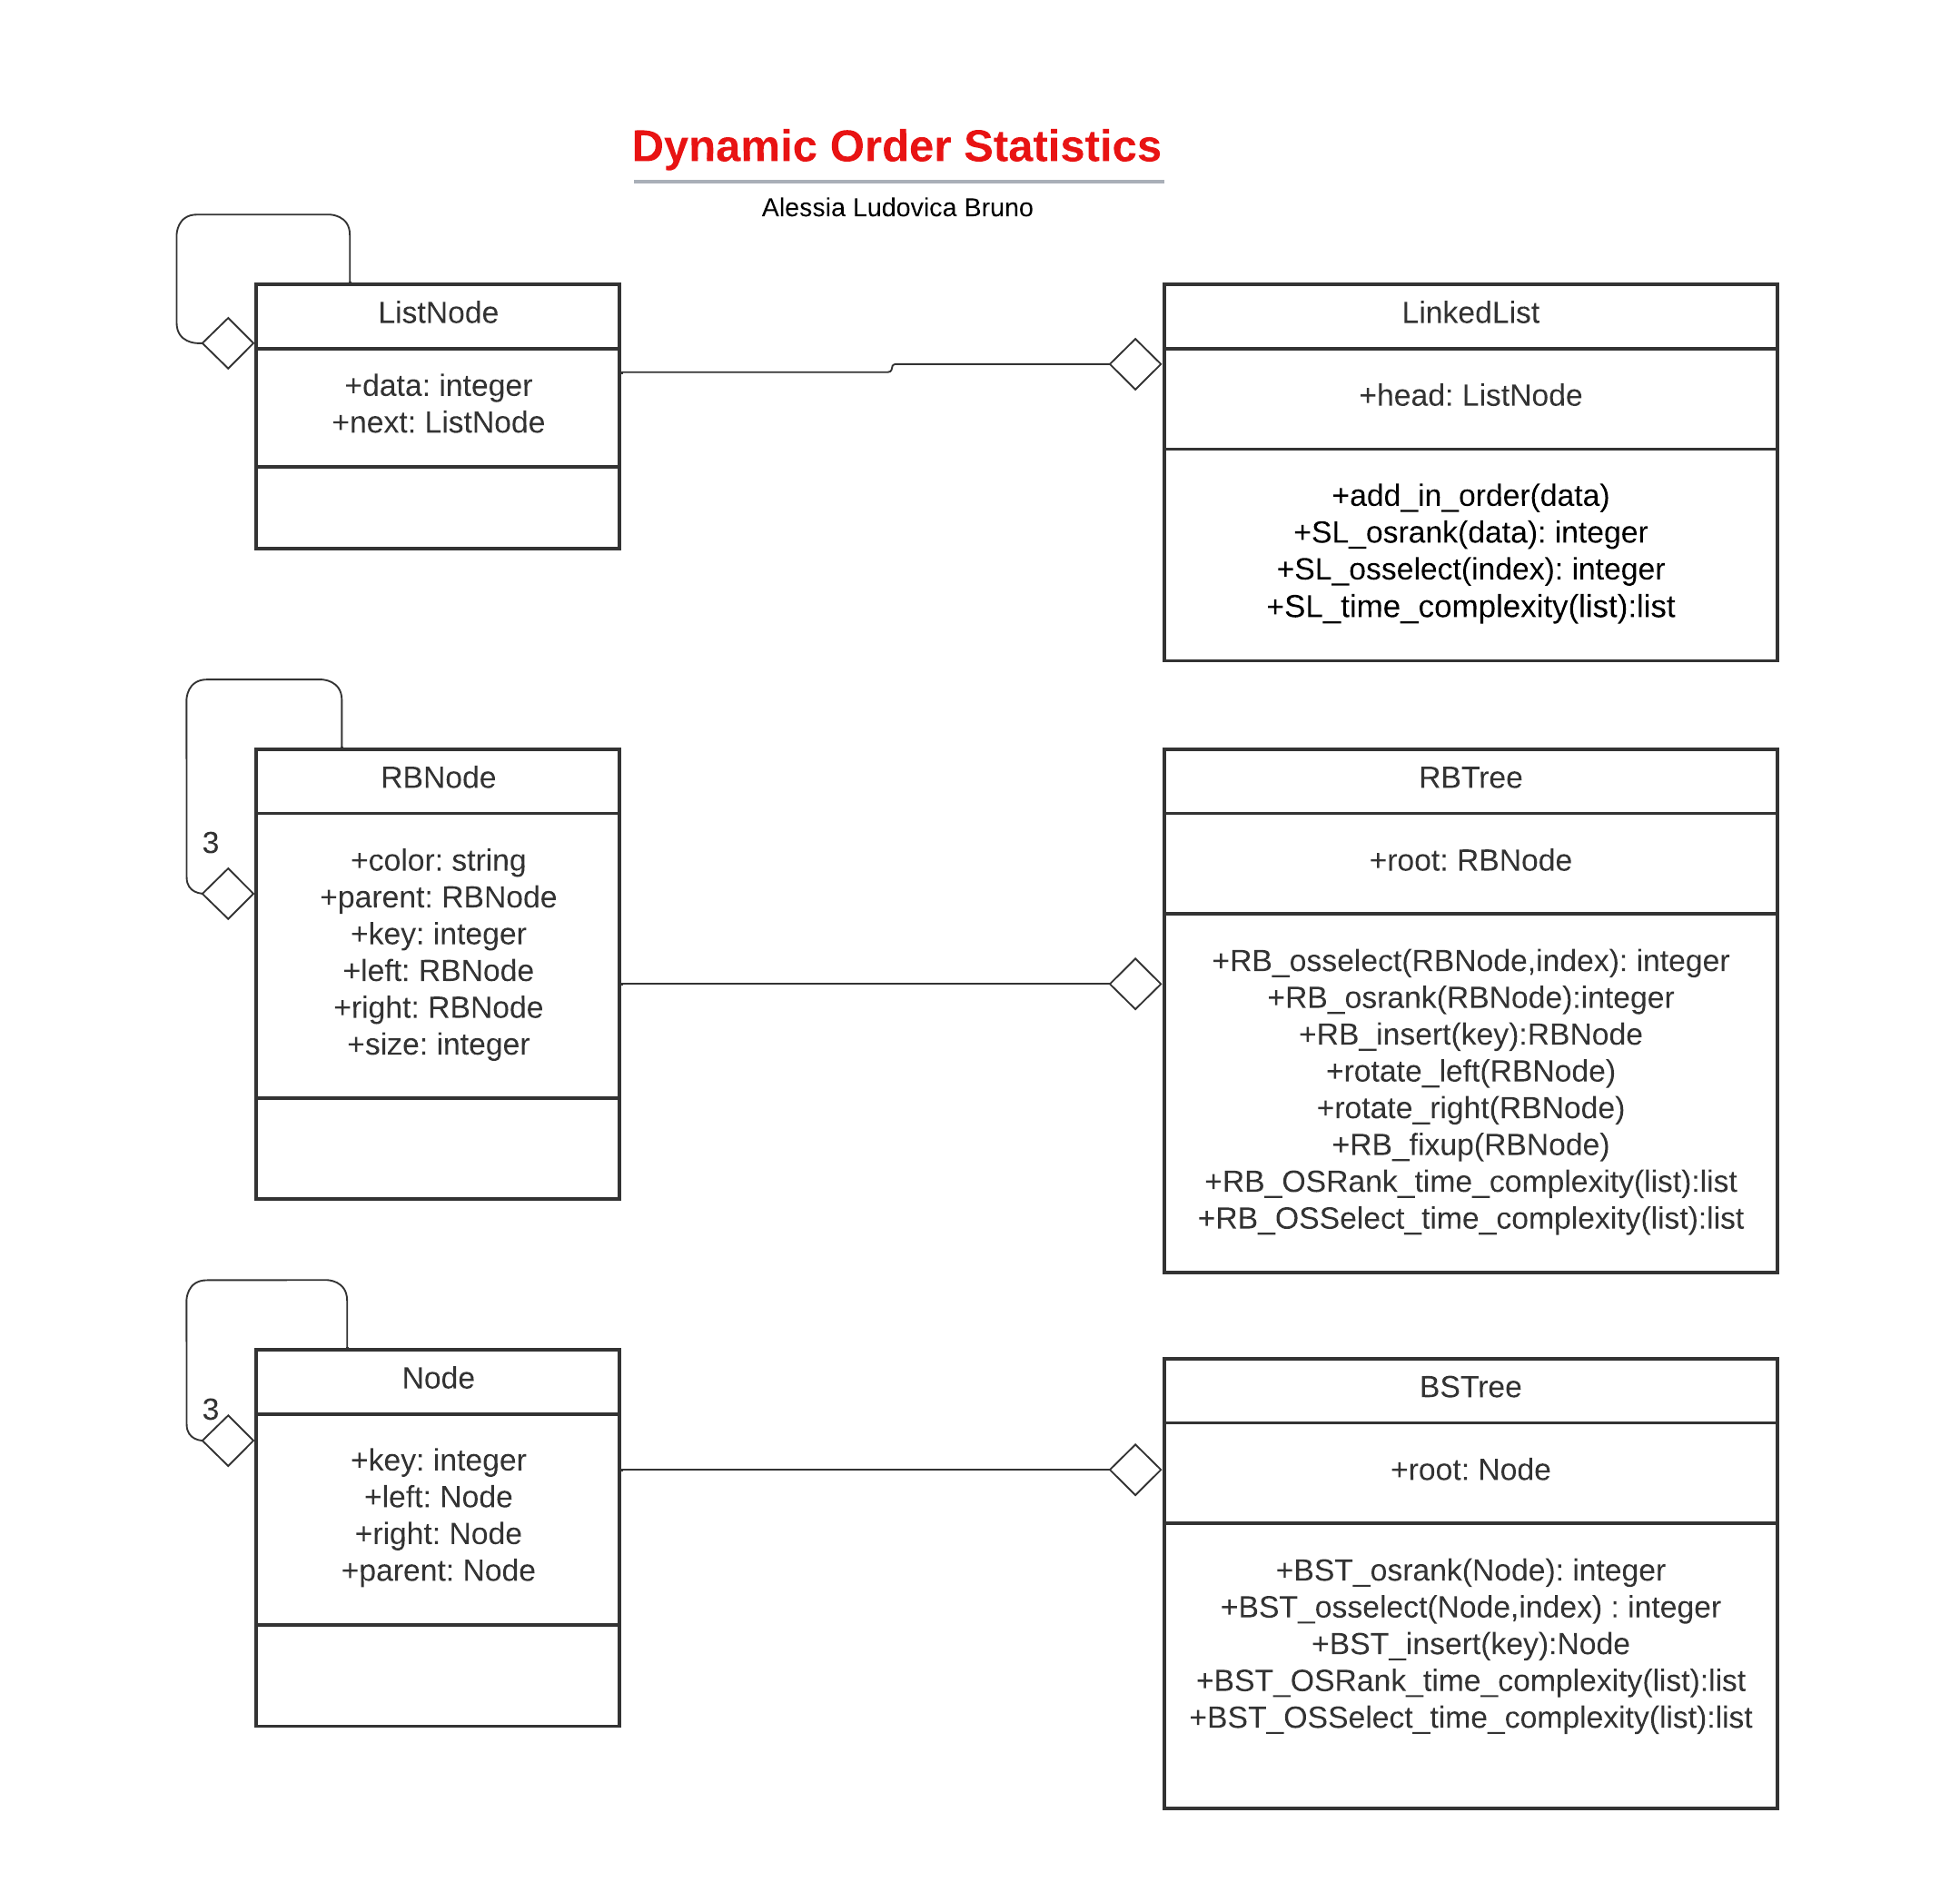 Dynamic Order Statistics
Alessia Ludovica Bruno
ListNode
+data: integer
+next: ListNode
LinkedList
+head: ListNode
+add_in_order(data)
+SL_osrank(data): integer
+SL_osselect(index): integer
+SL_time_complexity(list):list
3
RBNode
+color: string
+parent: RBNode
+key: integer
+left: RBNode
+right: RBNode
+size: integer
RBTree
+root: RBNode
+RB_osselect(RBNode,index): integer
+RB_osrank(RBNode):integer
+RB_insert(key):RBNode
+rotate_left(RBNode)
+rotate_right(RBNode)
+RB_fixup(RBNode)
+RB_OSRank_time_complexity(list):list
+RB_OSSelect_time_complexity(list):list
3
Node
+key: integer
+left: Node
+right: Node
+parent: Node
BSTree
+root: Node
+BST_osrank(Node): integer
+BST_osselect(Node,index) : integer
+BST_insert(key):Node
+BST_OSRank_time_complexity(list):list
+BST_OSSelect_time_complexity(list):list